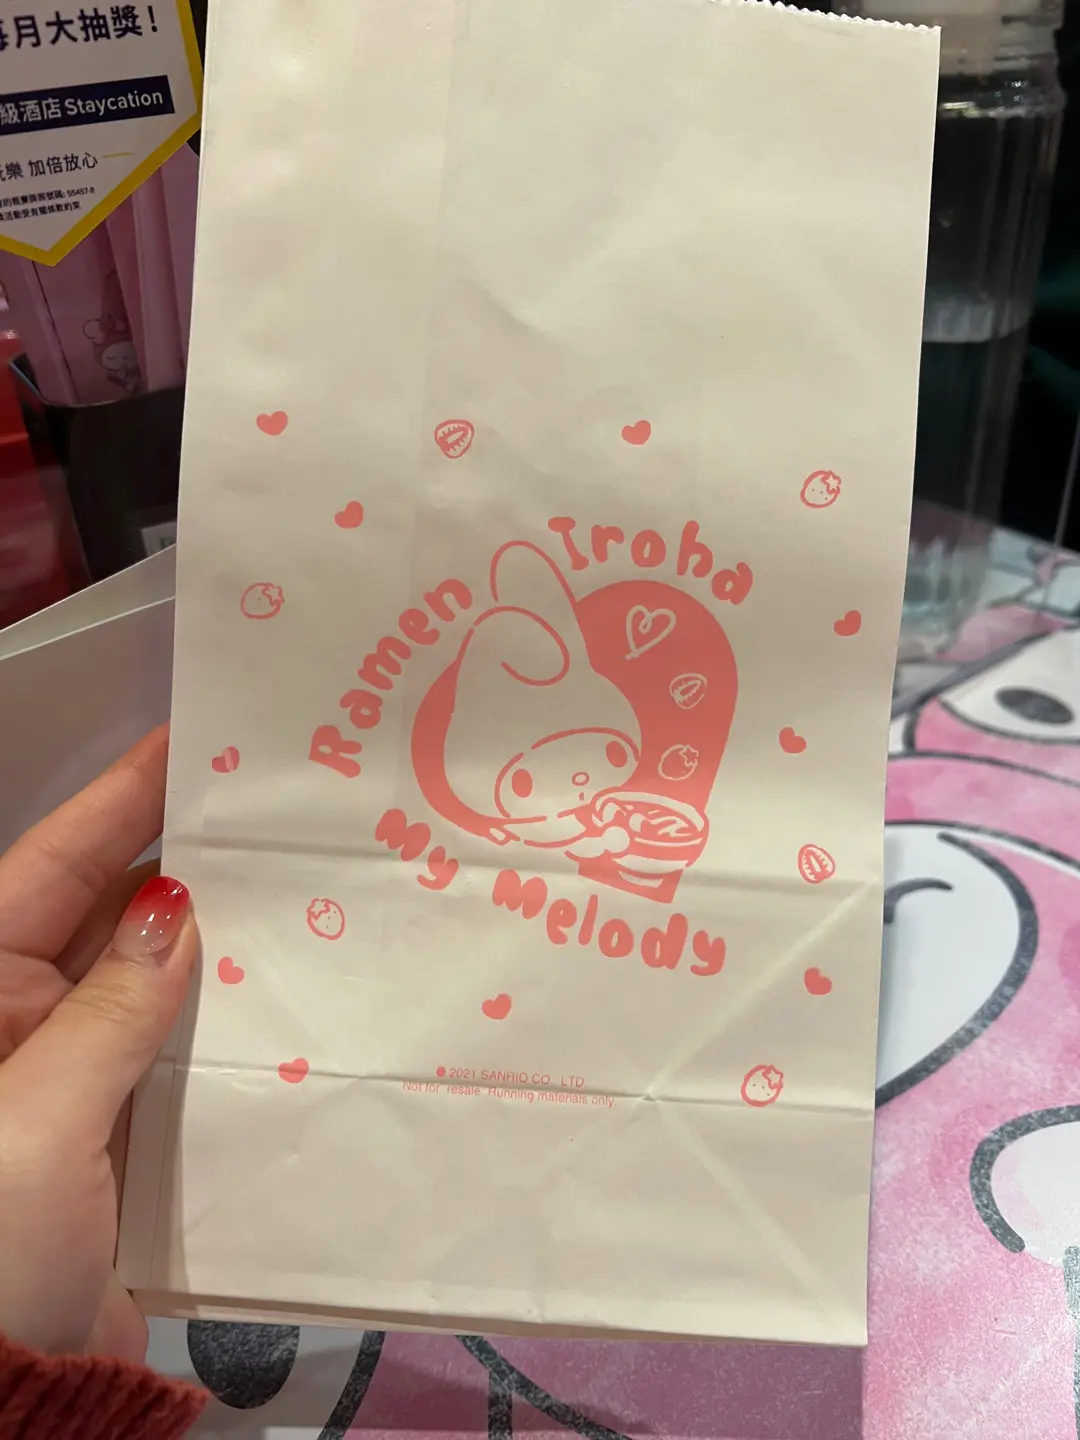 每月大抽獎!
級酒店 Staycation
玩樂 加倍放心
Ramen Iroha
My Melody
● 2021 SANRIO CO LTD.
Not for resale. Running materials only